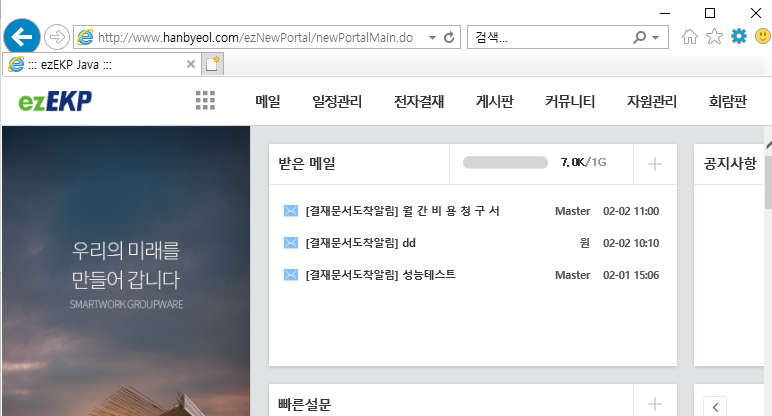 http://www.hanbyeol.com/ezNewPortal/newPortalMain.do
검색...
::: ezEKP Java :::
ezEKP
메일 일정관리 전자결재 게시판 커뮤니티 자원관리 회람판
우리의 미래를
만들어 갑니다
SMARTWORK GROUPWARE
받은 메일 7.0K/1G
[결재문서도착알림] 월 간 비 용 청 구 서 Master 02-02 11:00
[결재문서도착알림] dd 원 02-02 10:10
[결재문서도착알림] 성능테스트 Master 02-01 15:06
공지사항
빠른설문